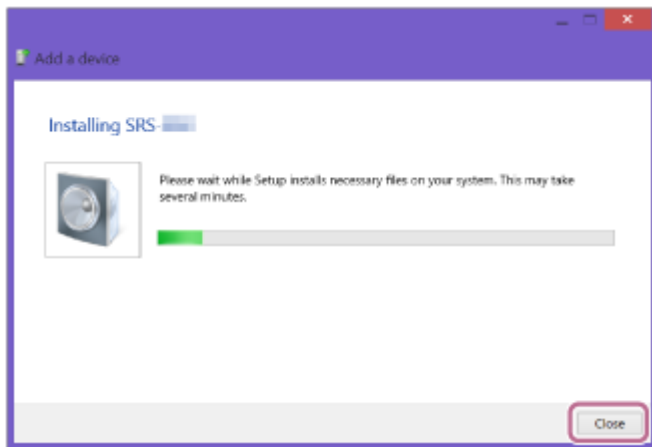 Add a device
Installing SRS-
Please wait while Setup installs necessary files on your system. This may take
several minutes.
Close